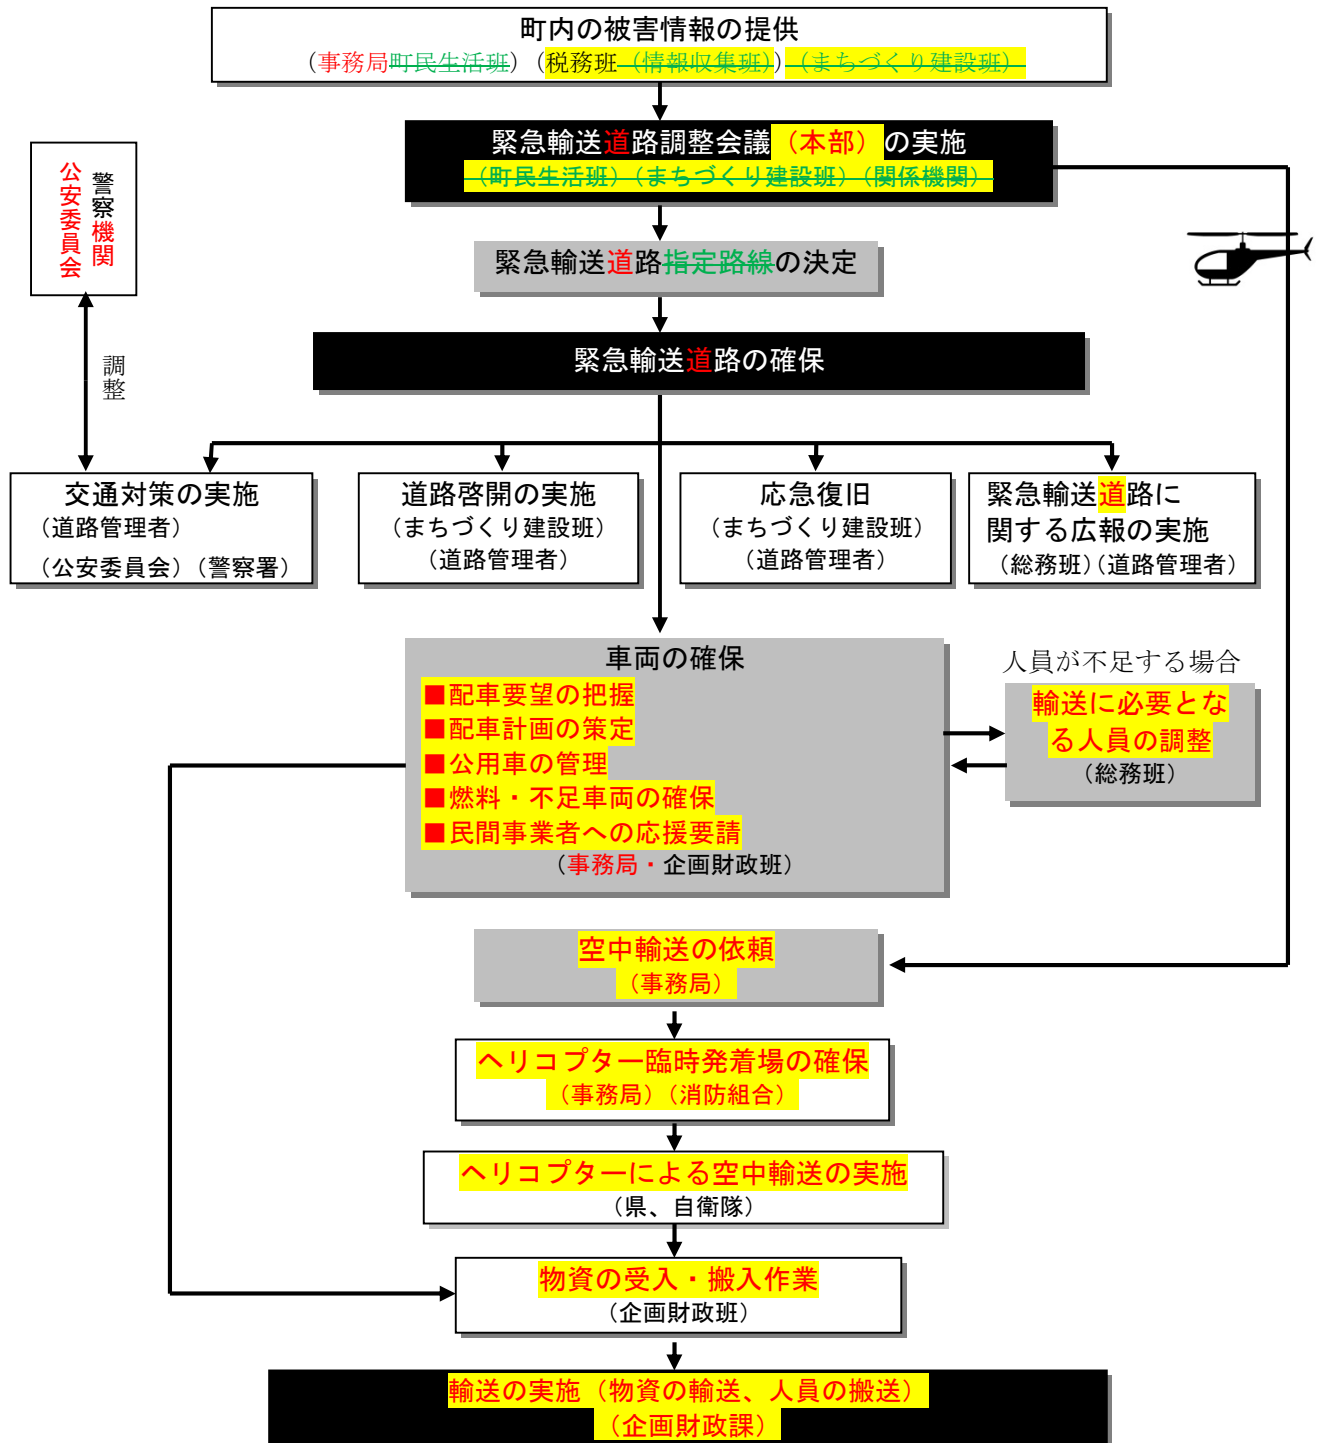 町内の被害情報の提供
（事務局町民生活班）（税務班（情報収集班））（まちづくり建設班）
緊急輸送道路調整会議（本部）の実施
（町民生活班）（まちづくり建設班）（関係機関）
警察機関
公安委員会
緊急輸送道路指定路線の決定
緊急輸送道路の確保
調整
交通対策の実施
（道路管理者）
（公安委員会）（警察署）
道路啓開の実施
（まちづくり建設班）
（道路管理者）
応急復旧
（まちづくり建設班）
（道路管理者）
緊急輸送道路に
関する広報の実施
（総務班）（道路管理者）
車両の確保
■配車要望の把握
■配車計画の策定
■公用車の管理
■燃料・不足車両の確保
■民間事業者への応援要請
（事務局・企画財政班）
人員が不足する場合
輸送に必要とな
る人員の調整
（総務班）
空中輸送の依頼
（事務局）
ヘリコプター臨時発着場の確保
（事務局）（消防組合）
ヘリコプターによる空中輸送の実施
（県、自衛隊）
物資の受入・搬入作業
（企画財政班）
輸送の実施（物資の輸送、人員の搬送）
（企画財政課）